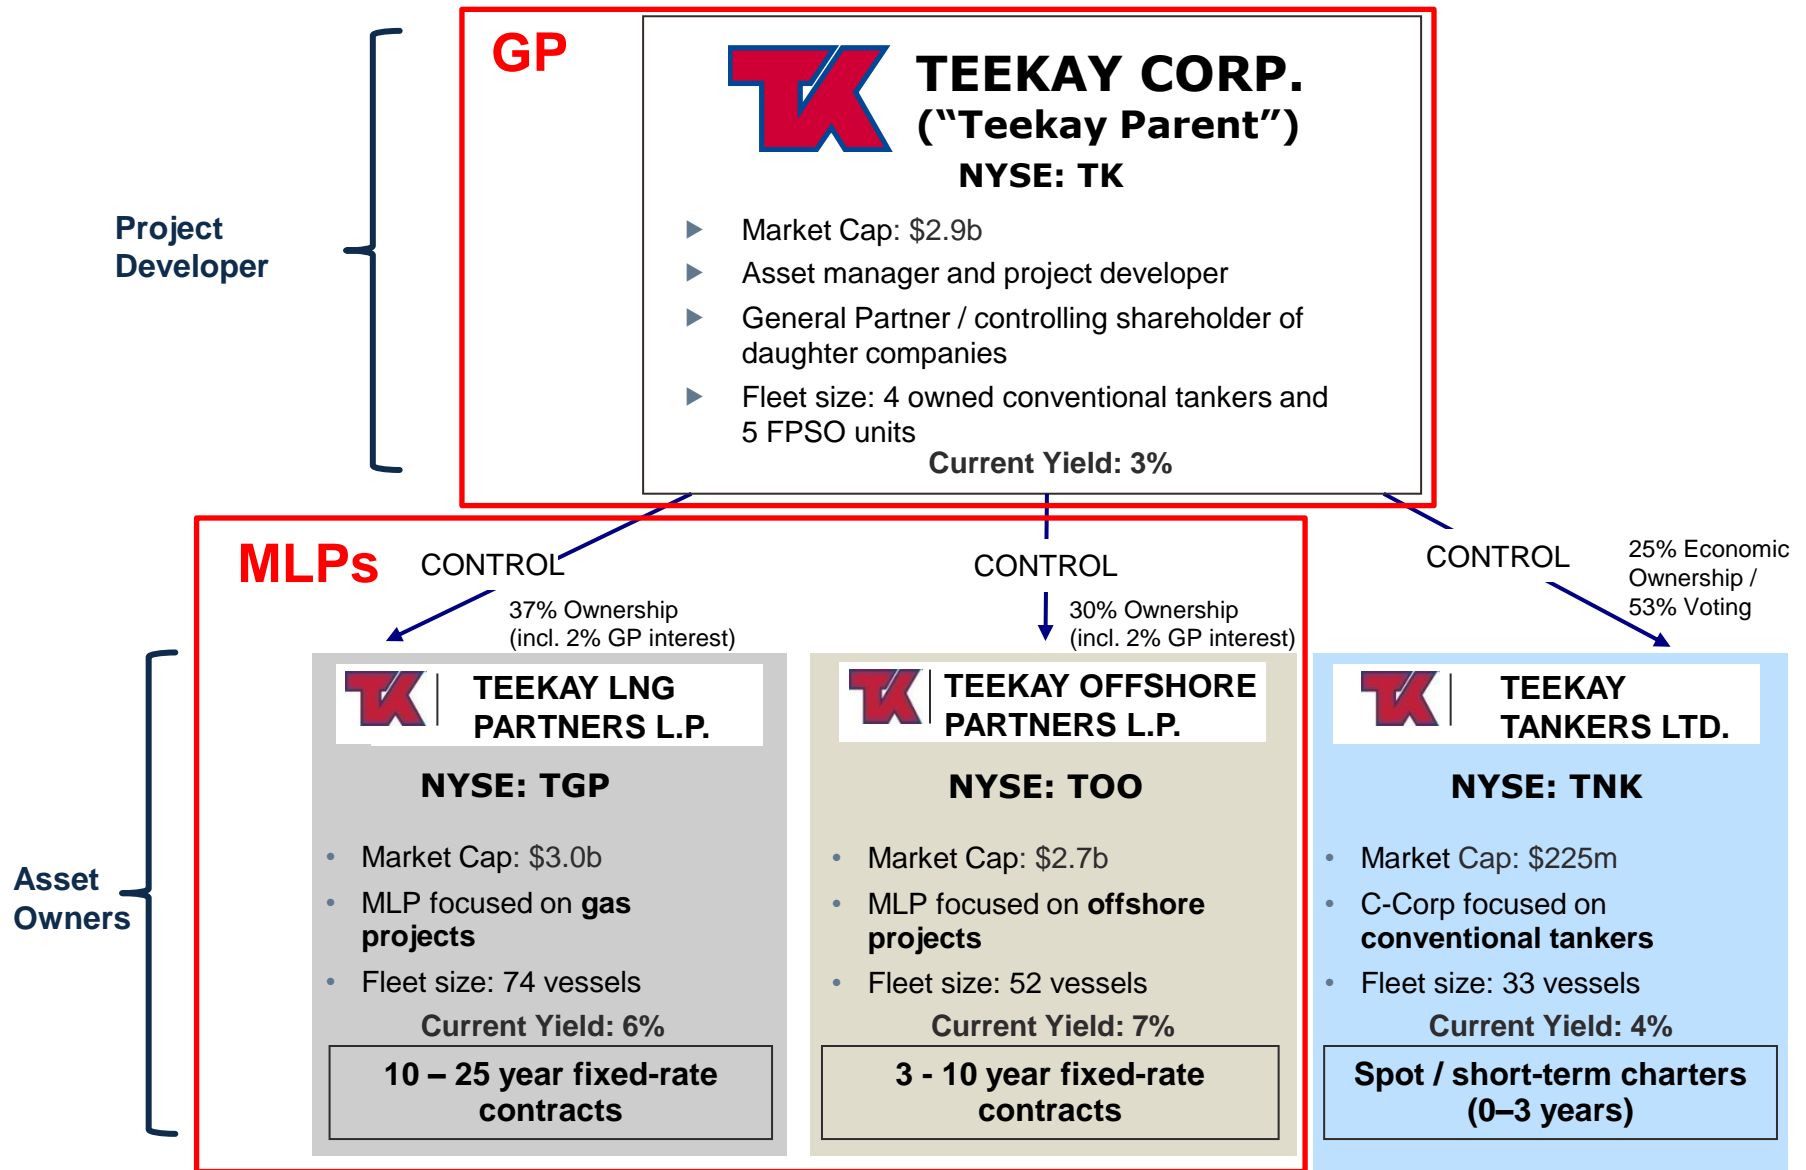 GP
TK
TEEKAY CORP.
(“Teekay Parent”)
NYSE: TK
Project
Developer
Market Cap: $2.9b
Asset manager and project developer
General Partner / controlling shareholder of
daughter companies
Fleet size: 4 owned conventional tankers and
5 FPSO units
Current Yield: 3%
MLPs
CONTROL
37% Ownership
(incl. 2% GP interest)
CONTROL
30% Ownership
(incl. 2% GP interest)
CONTROL
25% Economic
Ownership /
53% Voting
Asset
Owners
TK
TEEKAY LNG
PARTNERS L.P.
NYSE: TGP
• Market Cap: $3.0b
• MLP focused on gas
projects
• Fleet size: 74 vessels
Current Yield: 6%
10 – 25 year fixed-rate
contracts
TK
TEEKAY OFFSHORE
PARTNERS L.P.
NYSE: TOO
• Market Cap: $2.7b
• MLP focused on offshore
projects
• Fleet size: 52 vessels
Current Yield: 7%
3 - 10 year fixed-rate
contracts
TK
TEEKAY
TANKERS LTD.
NYSE: TNK
• Market Cap: $225m
• C-Corp focused on
conventional tankers
• Fleet size: 33 vessels
Current Yield: 4%
Spot / short-term charters
(0–3 years)